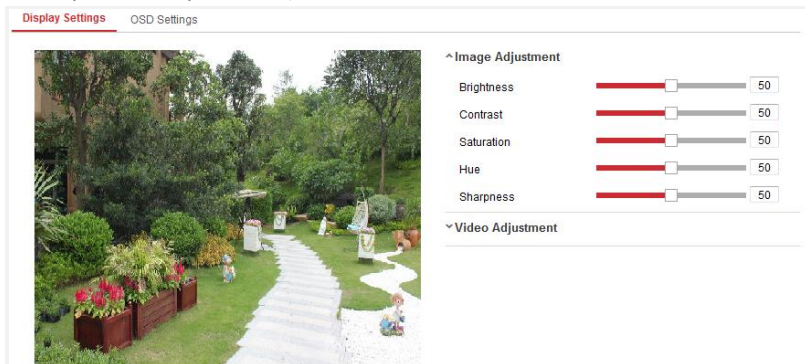 Display Settings OSD Settings
Image Adjustment
Brightness 50
Contrast 50
Saturation 50
Hue 50
Sharpness 50
Video Adjustment